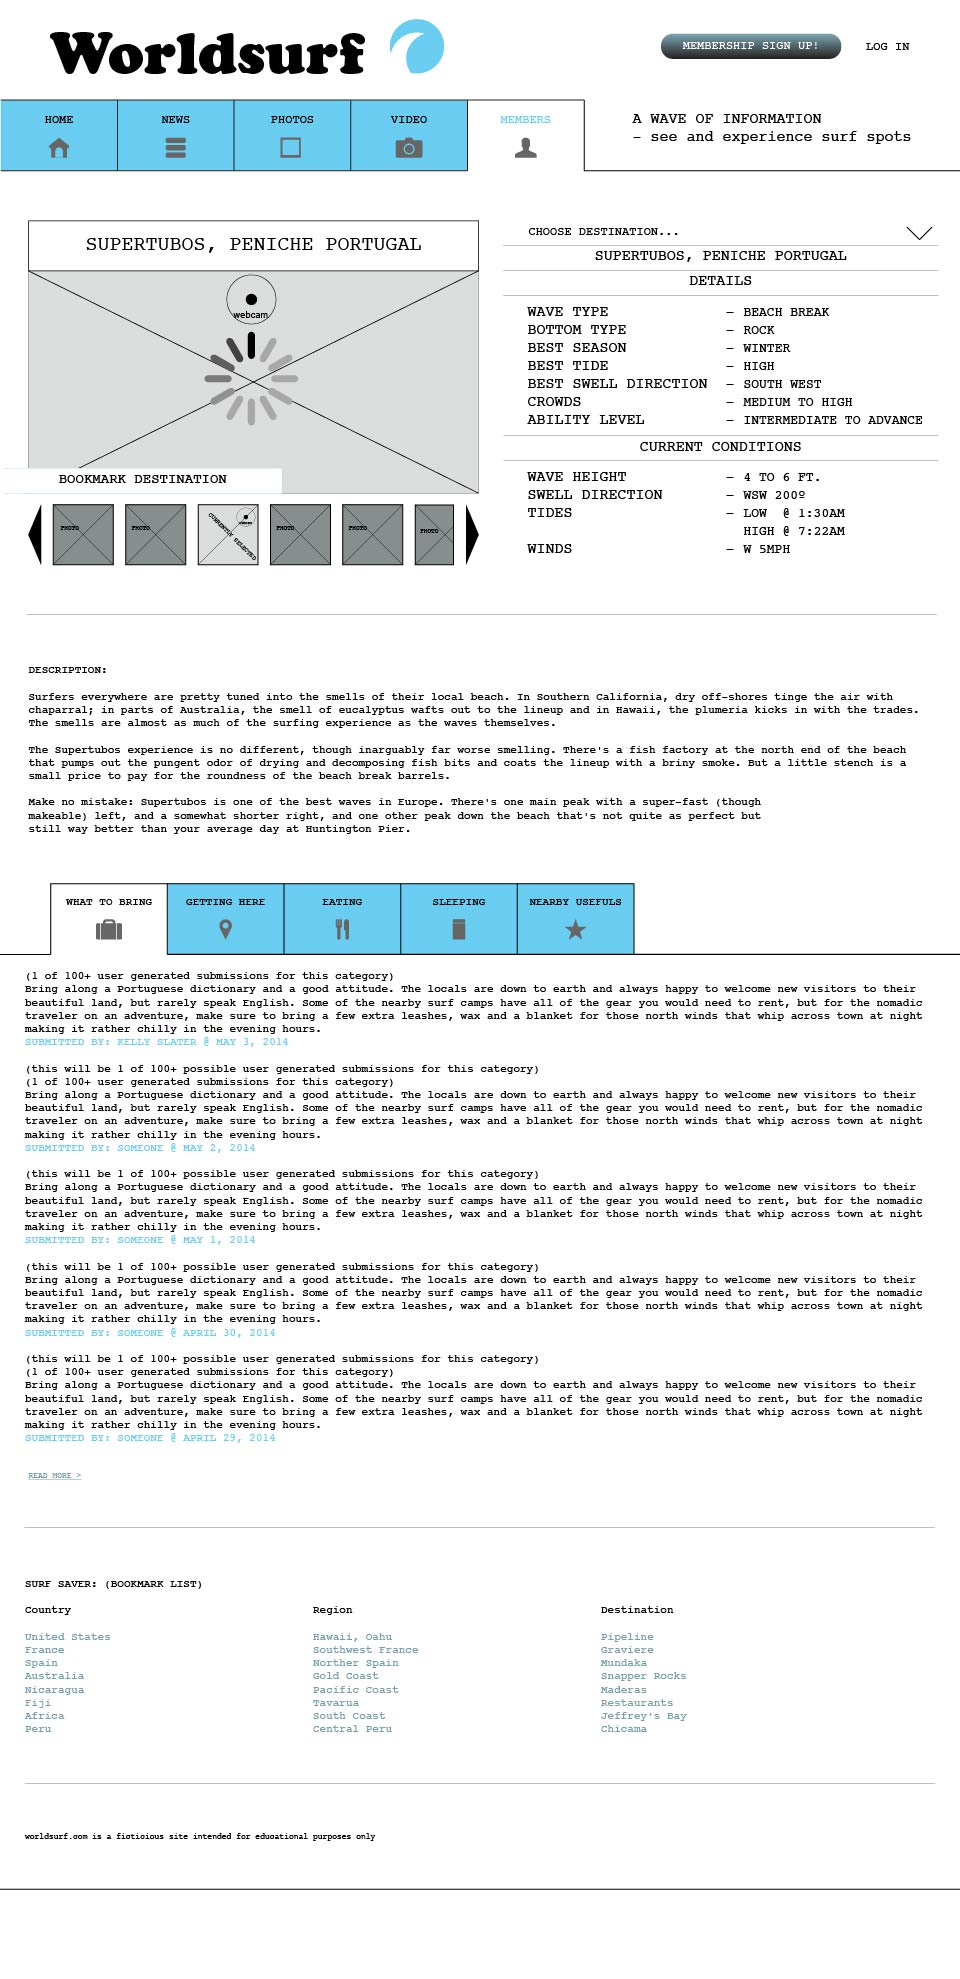 Worldsurf
MEMBERSHIP SIGN UP!
LOG IN
HOME
NEWS
PHOTOS
VIDEO
MEMBERS
A WAVE OF INFORMATION
– see and experience surf spots
SUPERTUBOS, PENICHE PORTUGAL
webcam
BOOKMARK DESTINATION
PHOTO
PHOTO
CURRENTLY SELECTED
webcam
PHOTO
PHOTO
PHOTO
CHOOSE DESTINATION...
SUPERTUBOS, PENICHE PORTUGAL
DETAILS
WAVE TYPE – BEACH BREAK
BOTTOM TYPE – ROCK
BEST SEASON – WINTER
BEST TIDE – HIGH
BEST SWELL DIRECTION – SOUTH WEST
CROWDS – MEDIUM TO HIGH
ABILITY LEVEL – INTERMEDIATE TO ADVANCE
CURRENT CONDITIONS
WAVE HEIGHT – 4 TO 6 FT.
SWELL DIRECTION – WSW 200º
TIDES – LOW @ 1:30AM
HIGH @ 7:22AM
WINDS – W 5MPH
DESCRIPTION:
Surfers everywhere are pretty tuned into the smells of their local beach. In Southern California, dry off-shores tinge the air with
chaparral; in parts of Australia, the smell of eucalyptus wafts out to the lineup and in Hawaii, the plumeria kicks in with the trades.
The smells are almost as much of the surfing experience as the waves themselves.
The Supertubos experience is no different, though inarguably far worse smelling. There's a fish factory at the north end of the beach
that pumps out the pungent odor of drying and decomposing fish bits and coats the lineup with a briny smoke. But a little stench is a
small price to pay for the roundness of the beach break barrels.
Make no mistake: Supertubos is one of the best waves in Europe. There's one main peak with a super-fast (though
makeable) left, and a somewhat shorter right, and one other peak down the beach that's not quite as perfect but
still way better than your average day at Huntington Pier.
WHAT TO BRING
GETTING HERE
EATING
SLEEPING
NEARBY USEFULS
(1 of 100+ user generated submissions for this category)
Bring along a Portuguese dictionary and a good attitude. The locals are down to earth and always happy to welcome new visitors to their
beautiful land, but rarely speak English. Some of the nearby surf camps have all of the gear you would need to rent, but for the nomadic
traveler on an adventure, make sure to bring a few extra leashes, wax and a blanket for those north winds that whip across town at night
making it rather chilly in the evening hours.
SUBMITTED BY: KELLY SLATER @ MAY 3, 2014
(this will be 1 of 100+ possible user generated submissions for this category)
(1 of 100+ user generated submissions for this category)
Bring along a Portuguese dictionary and a good attitude. The locals are down to earth and always happy to welcome new visitors to their
beautiful land, but rarely speak English. Some of the nearby surf camps have all of the gear you would need to rent, but for the nomadic
traveler on an adventure, make sure to bring a few extra leashes, wax and a blanket for those north winds that whip across town at night
making it rather chilly in the evening hours.
SUBMITTED BY: SOMEONE @ MAY 2, 2014
(this will be 1 of 100+ possible user generated submissions for this category)
Bring along a Portuguese dictionary and a good attitude. The locals are down to earth and always happy to welcome new visitors to their
beautiful land, but rarely speak English. Some of the nearby surf camps have all of the gear you would need to rent, but for the nomadic
traveler on an adventure, make sure to bring a few extra leashes, wax and a blanket for those north winds that whip across town at night
making it rather chilly in the evening hours.
SUBMITTED BY: SOMEONE @ MAY 1, 2014
(this will be 1 of 100+ possible user generated submissions for this category)
Bring along a Portuguese dictionary and a good attitude. The locals are down to earth and always happy to welcome new visitors to their
beautiful land, but rarely speak English. Some of the nearby surf camps have all of the gear you would need to rent, but for the nomadic
traveler on an adventure, make sure to bring a few extra leashes, wax and a blanket for those north winds that whip across town at night
making it rather chilly in the evening hours.
SUBMITTED BY: SOMEONE @ APRIL 30, 2014
(this will be 1 of 100+ possible user generated submissions for this category)
(1 of 100+ user generated submissions for this category)
Bring along a Portuguese dictionary and a good attitude. The locals are down to earth and always happy to welcome new visitors to their
beautiful land, but rarely speak English. Some of the nearby surf camps have all of the gear you would need to rent, but for the nomadic
traveler on an adventure, make sure to bring a few extra leashes, wax and a blanket for those north winds that whip across town at night
making it rather chilly in the evening hours.
SUBMITTED BY: SOMEONE @ APRIL 29, 2014
READ MORE >
SURF SAVER: (BOOKMARK LIST)
Country Region Destination
United States Hawaii, Oahu Pipeline
France Southwest France Graviere
Spain Norther Spain Mundaka
Australia Gold Coast Snapper Rocks
Nicaragua Pacific Coast Maderas
Fiji Tavarua Restaurants
Africa South Coast Jeffrey's Bay
Peru Central Peru Chicama
worldsurf.com is a ficticious site intended for educational purposes only